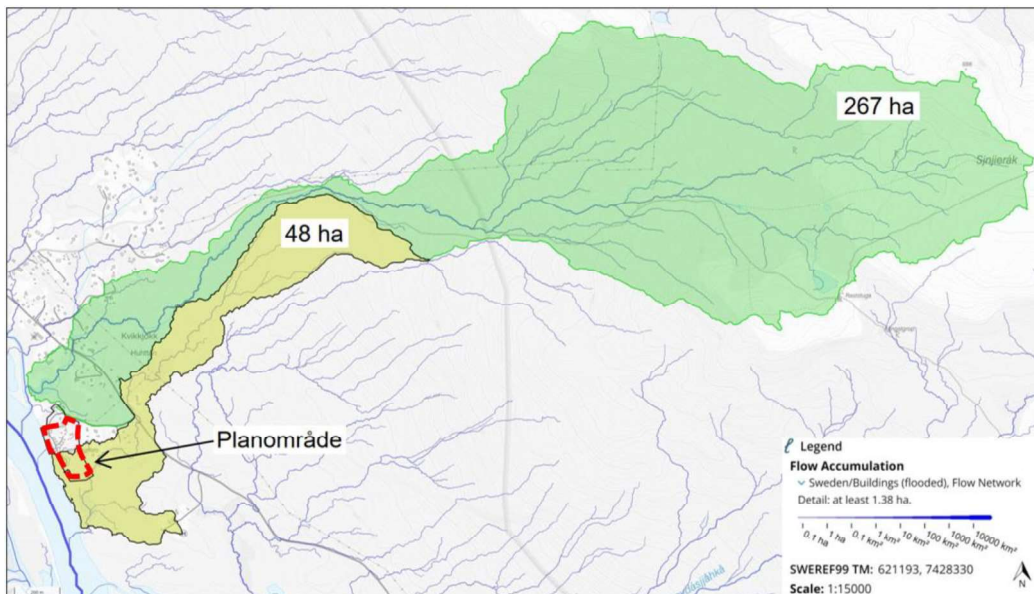 267 ha
Sjnjierák
48 ha
Kvikkjokk
Planområde
Legend
Flow Accumulation
Sweden/Buildings (flooded), Flow Network
Detail: at least 1.38 ha.
0.1 ha 1 ha 0.1 km² 1 km² 10 km² 100 km² 1000 km² 10000 km²
SWEREF99 TM: 621193, 7428330
Scale: 1:15000
N